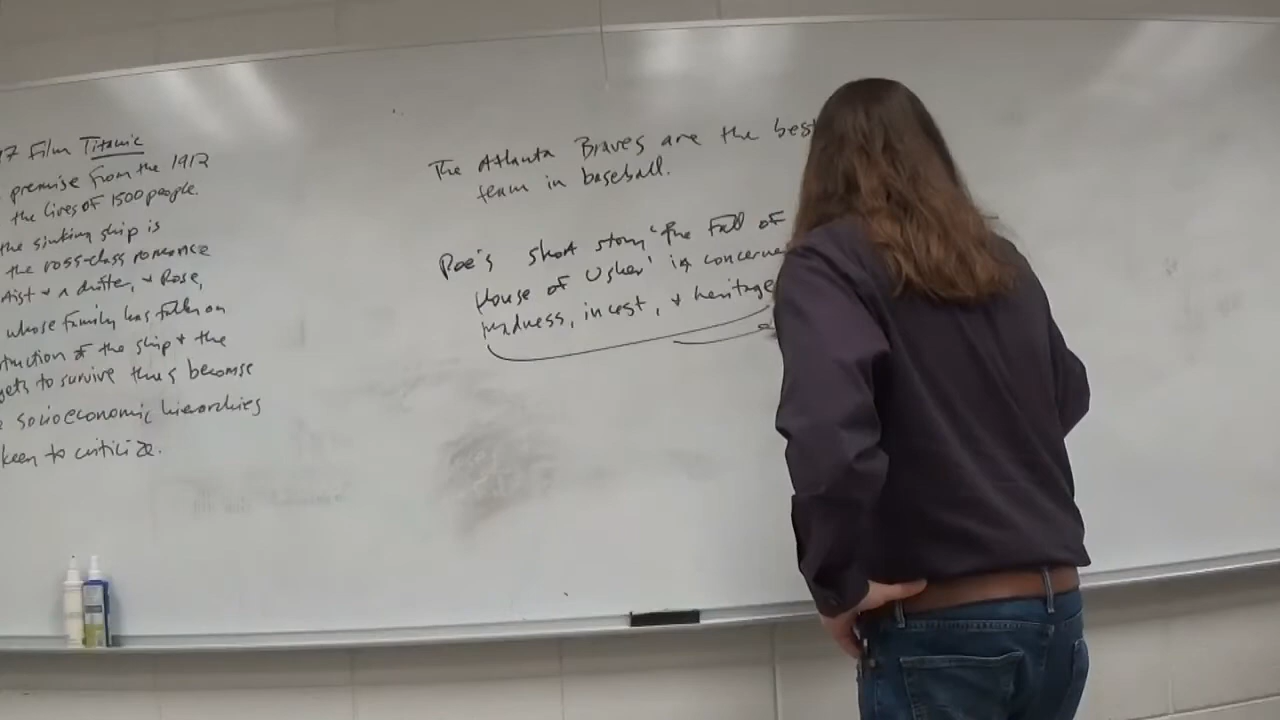 7 Film Titanic
premise from the 1912
the lives of 1500 people.
the sinking ship is
the ross-class romance
tist + a drifter, + Rose,
whose family has fallen on
truction of the ship + the
gets to survive thus becomse
socioeconomic hierarchies
keen to criticize.
The Atlanta Braves are the best
team in baseball.
Poe's short story "The Fall of
House of Usher" is concerne
madness, incest, + heritage